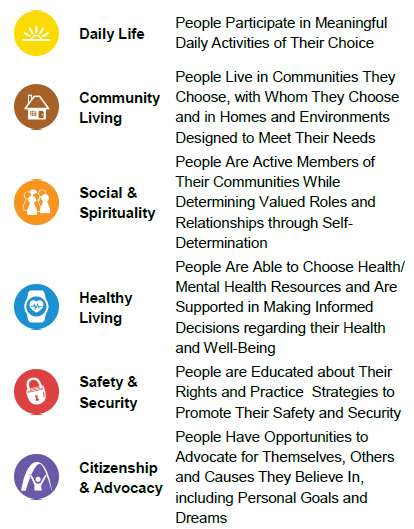 Daily Life
People Participate in Meaningful
Daily Activities of Their Choice
Community
Living
People Live in Communities They
Choose, with Whom They Choose
and in Homes and Environments
Designed to Meet Their Needs
Social &
Spirituality
People Are Active Members of
Their Communities While
Determining Valued Roles and
Relationships through Self-
Determination
Healthy
Living
People Are Able to Choose Health/
Mental Health Resources and Are
Supported in Making Informed
Decisions regarding their Health
and Well-Being
Safety &
Security
People are Educated about Their
Rights and Practice Strategies to
Promote Their Safety and Security
Citizenship
& Advocacy
People Have Opportunities to
Advocate for Themselves, Others
and Causes They Believe In,
including Personal Goals and
Dreams